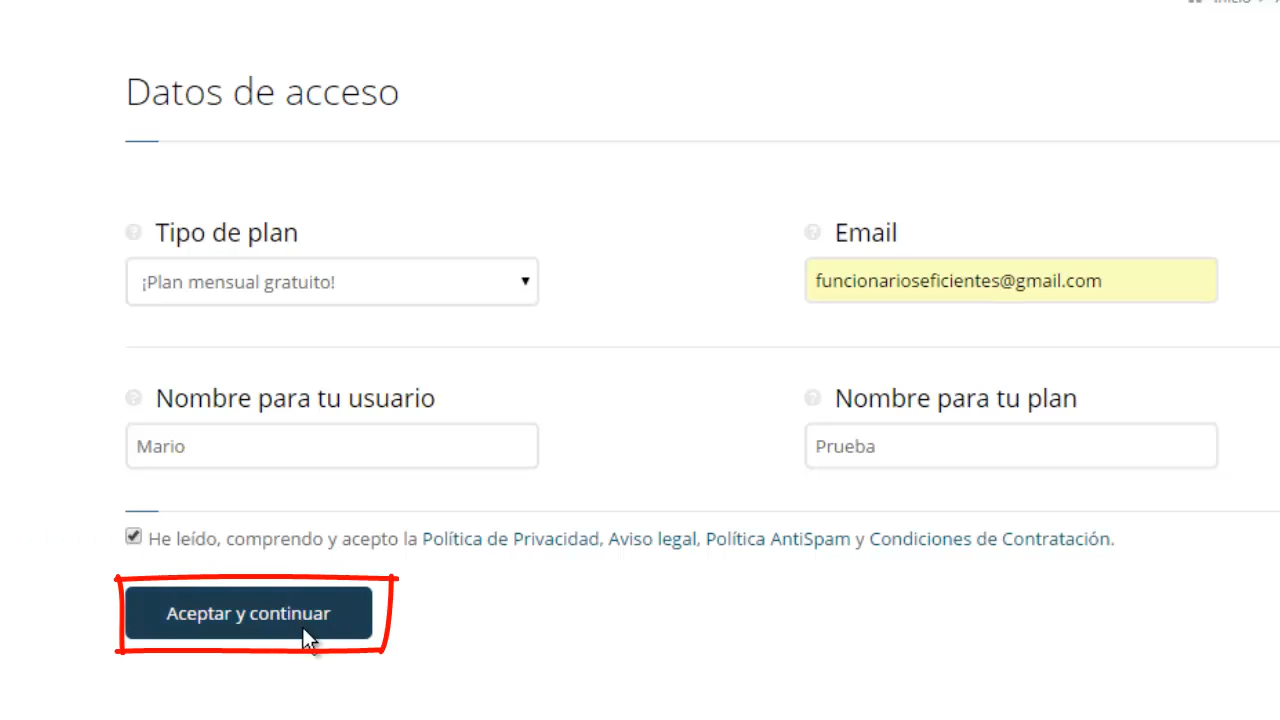 Datos de acceso
Tipo de plan
Email
¡Plan mensual gratuito!
funcionarioseficientes@gmail.com
Nombre para tu usuario
Nombre para tu plan
Mario
Prueba
He leído, comprendo y acepto la Política de Privacidad, Aviso legal, Política AntiSpam y Condiciones de Contratación.
Aceptar y continuar